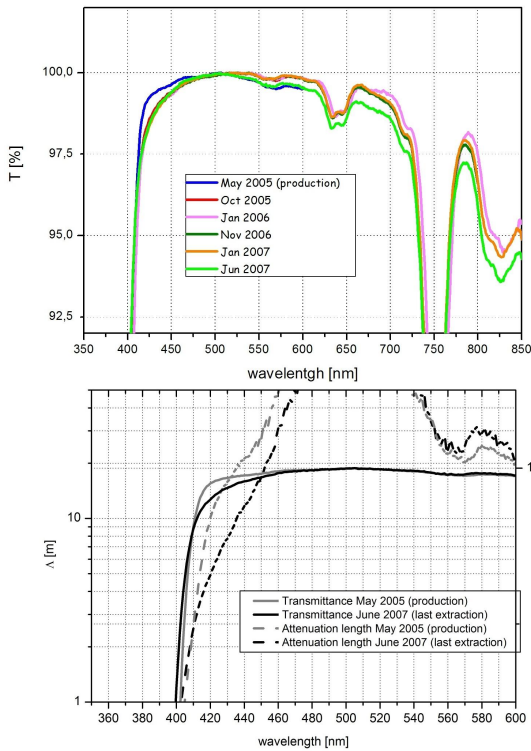 T [%]
100,0
97,5
95,0
92,5
May 2005 (production)
Oct 2005
Jan 2006
Nov 2006
Jan 2007
Jun 2007
350 400 450 500 550 600 650 700 750 800 850
wavelentgh [nm]
Λ [m]
10
1
1
Transmittance May 2005 (production)
Transmittance June 2007 (last extraction)
Attenuation length May 2005 (production)
Attenuation length June 2007 (last extraction)
360 380 400 420 440 460 480 500 520 540 560 580 600
wavelength [nm]